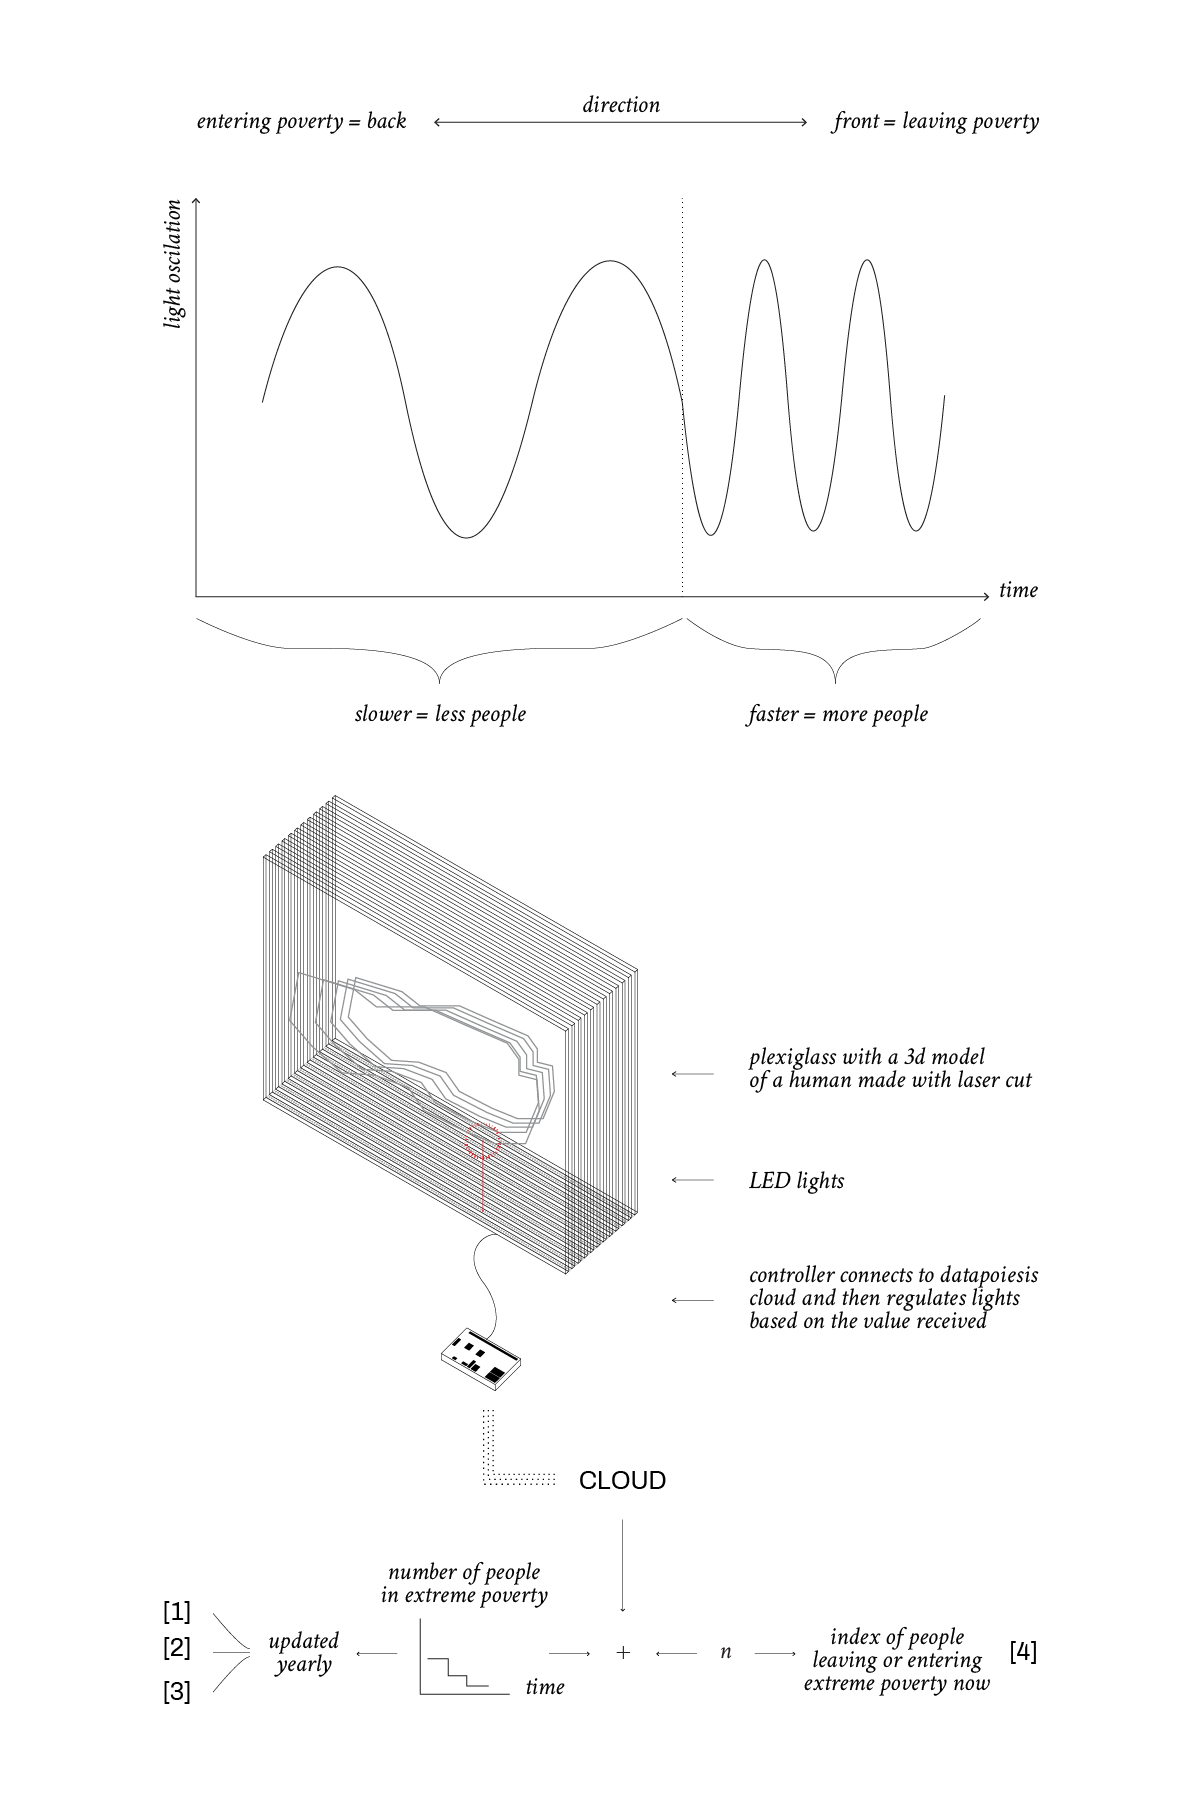 direction
entering poverty = back
front = leaving poverty
light oscilation
time
slower = less people
faster = more people
plexiglass with a 3d model
of a human made with laser cut
LED lights
controller connects to datapoiesis
cloud and then regulates lights
based on the value received
CLOUD
number of people
in extreme poverty
[1]
[2]
[3]
updated
yearly
time
+
n
index of people
leaving or entering
extreme poverty now
[4]